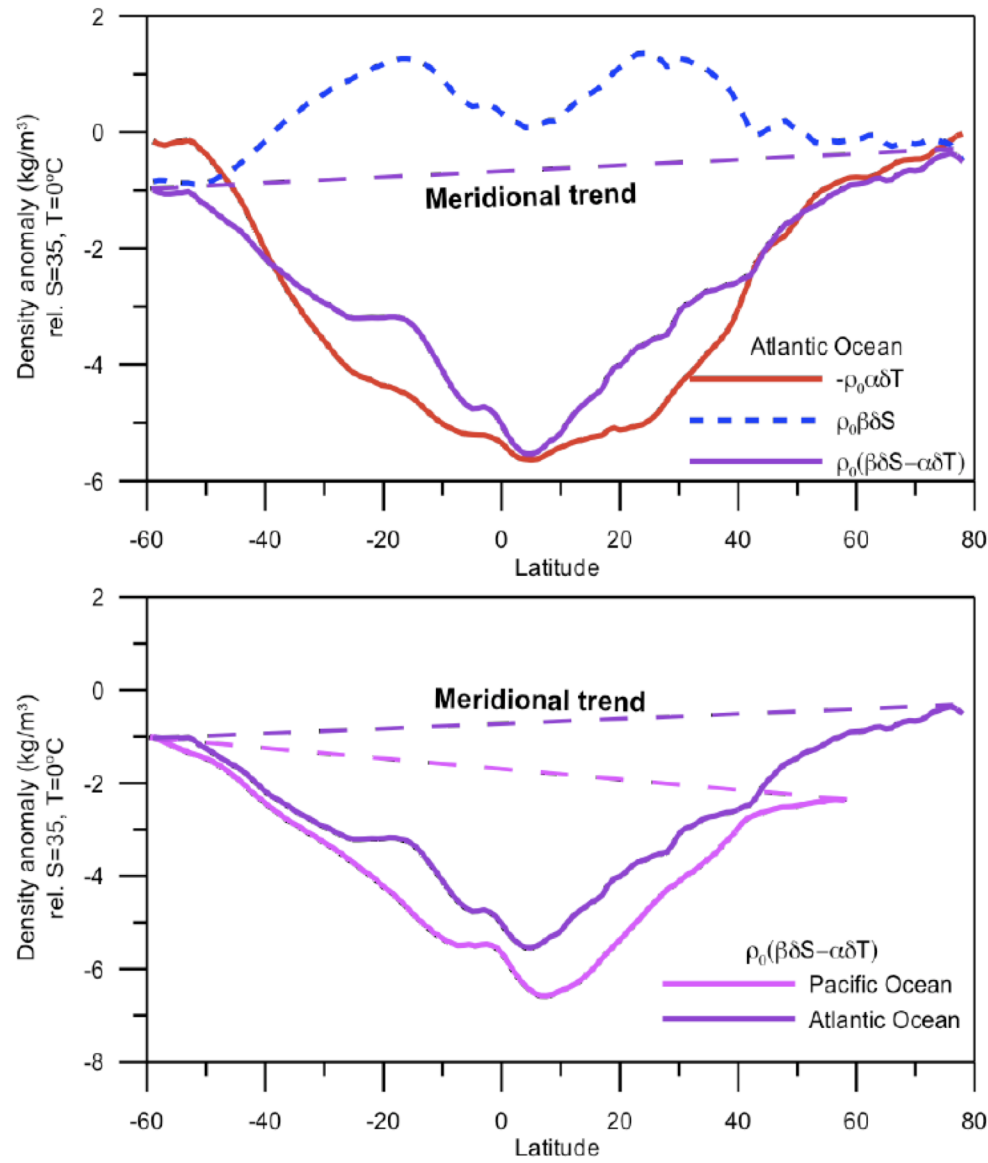 2
0
-2
-4
-6
Density anomaly (kg/m³)
rel. S=35, T=0ºC
Meridional trend
Atlantic Ocean
-ρ₀αδT
ρ₀βδS
ρ₀(βδS−αδT)
-60 -40 -20 0 20 40 60 80
Latitude
2
0
-2
-4
-6
-8
Density anomaly (kg/m³)
rel. S=35, T=0ºC
Meridional trend
ρ₀(βδS−αδT)
Pacific Ocean
Atlantic Ocean
-60 -40 -20 0 20 40 60 80
Latitude